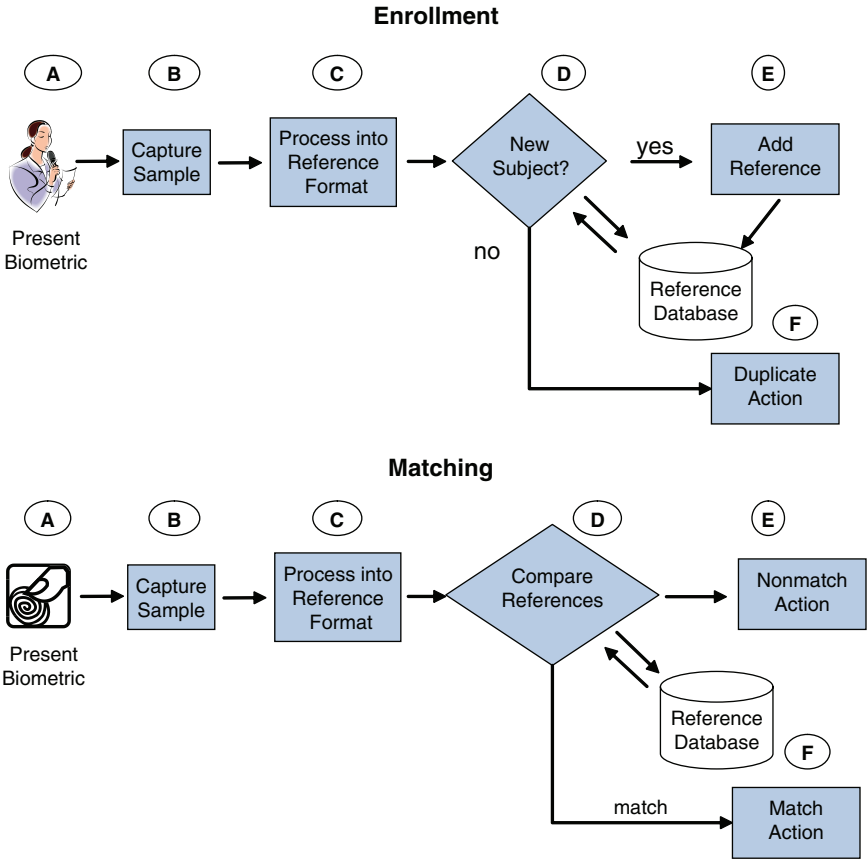 Enrollment
A
B
C
D
E
Present
Biometric
Capture
Sample
Process into
Reference
Format
New
Subject?
yes
Add
Reference
no
Reference
Database
F
Duplicate
Action
Matching
A
B
C
D
E
Present
Biometric
Capture
Sample
Process into
Reference
Format
Compare
References
Nonmatch
Action
Reference
Database
F
match
Match
Action